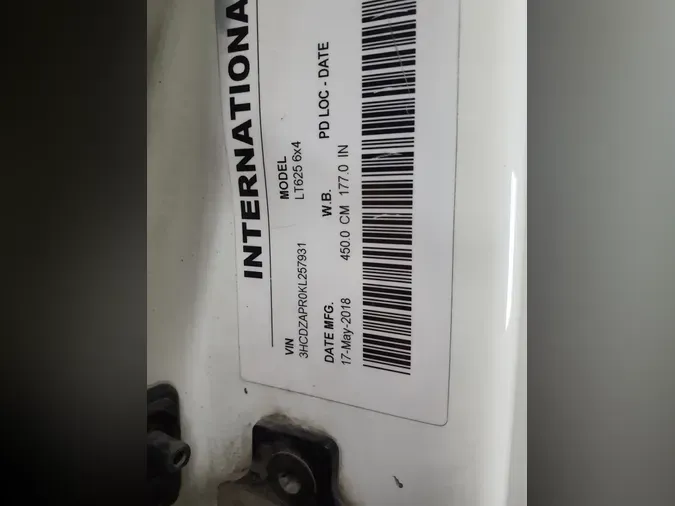 INTERNATIONA
VIN MODEL
3HCDZAPR0KL257931 LT625 6x4
DATE MFG. W.B. PD LOC - DATE
17-May-2018 450.0 CM 177.0 IN